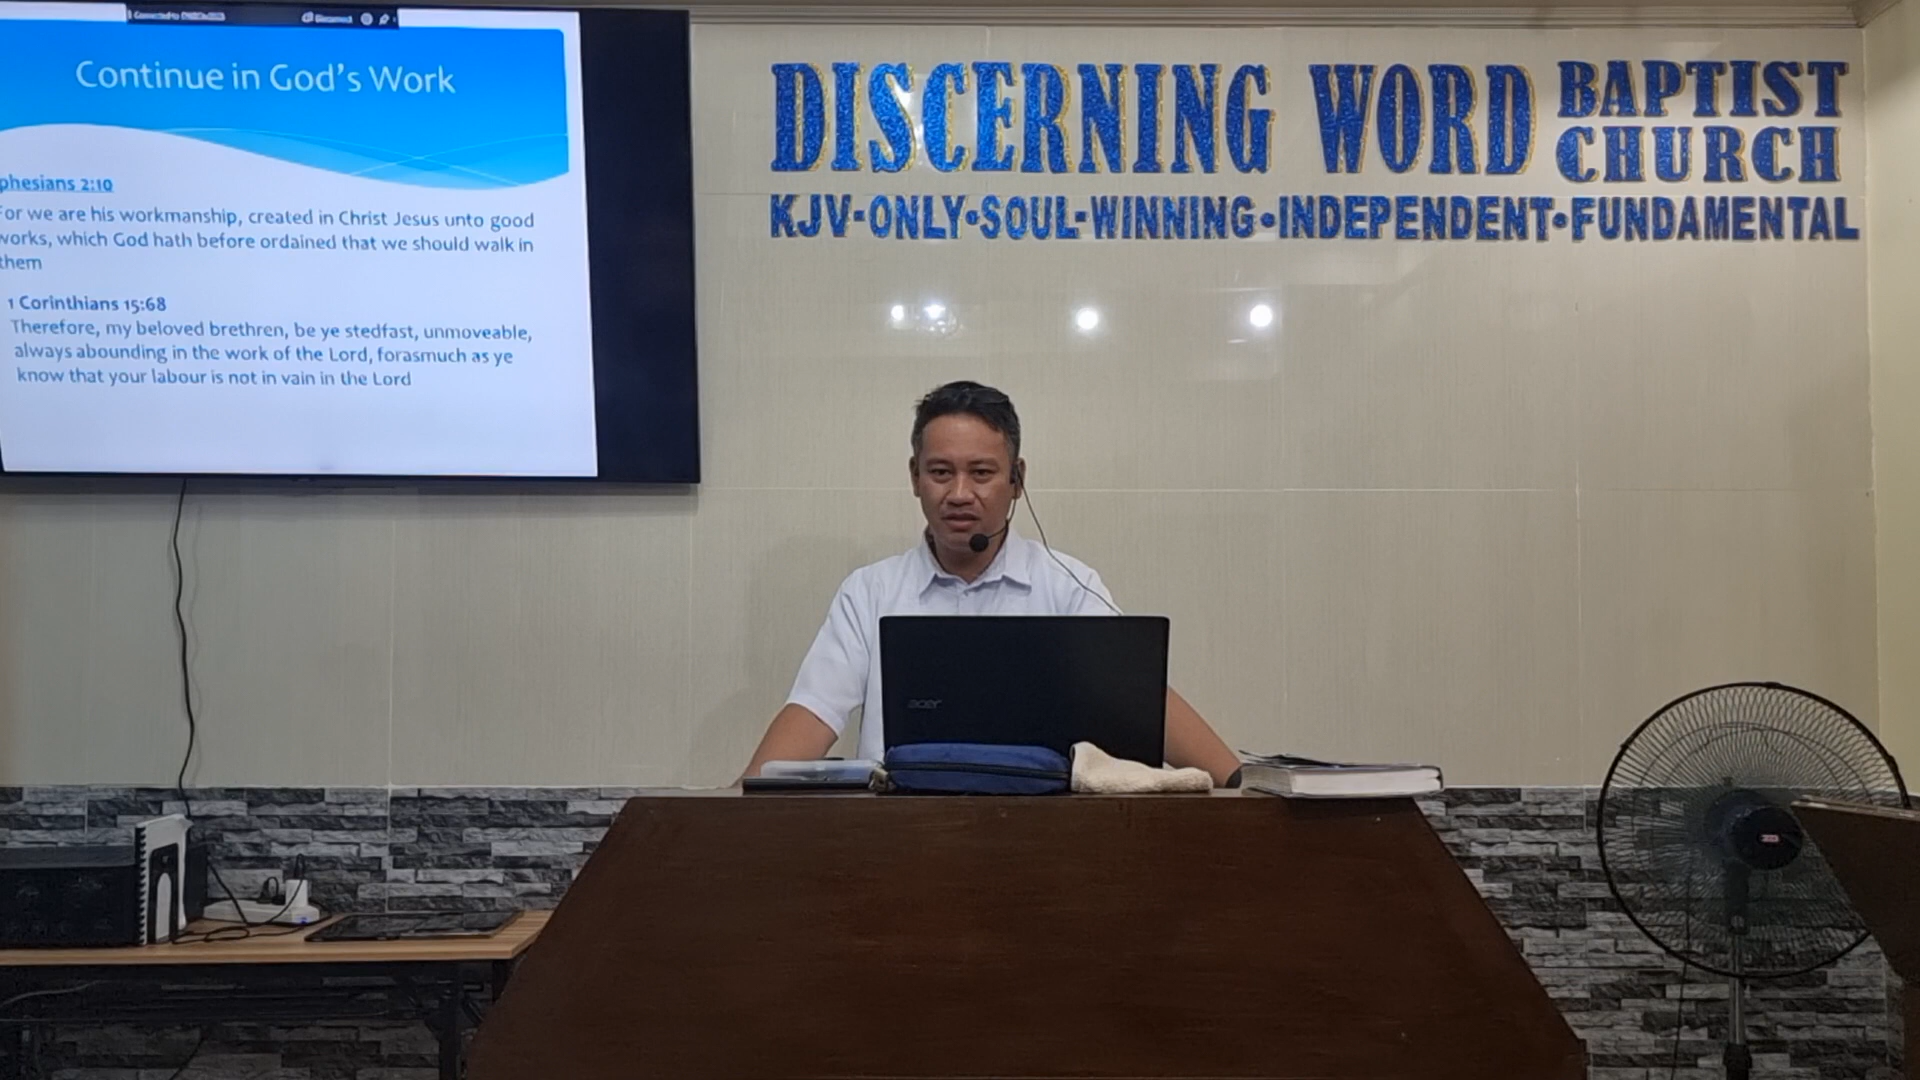 Continue in God's Work
phesians 2:10
For we are his workmanship, created in Christ Jesus unto good
works, which God hath before ordained that we should walk in
them
1 Corinthians 15:68
Therefore, my beloved brethren, be ye stedfast, unmoveable,
always abounding in the work of the Lord, forasmuch as ye
know that your labour is not in vain in the Lord
DISCERNING WORD BAPTIST
CHURCH
KJV-ONLY•SOUL-WINNING•INDEPENDENT•FUNDAMENTAL
acer